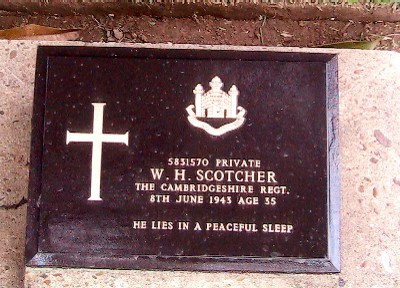 5831570 PRIVATE
W. H. SCOTCHER
THE CAMBRIDGESHIRE REGT.
8TH JUNE 1943 AGE 35
HE LIES IN A PEACEFUL SLEEP